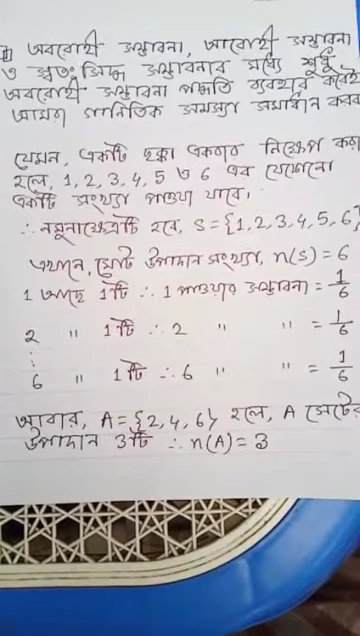 অবরোহী সম্ভাবনা, আরোহী সম্ভাবনা
ও স্বতঃসিদ্ধ সম্ভাবনার মধ্যে শুধু
অবরোহী সম্ভাবনা পদ্ধতি ব্যবহার করেই
আমরা গানিতিক সমস্যা সমাধান করব
যেমন, একটি ছক্কা একবার নিক্ষেপ করা
হলে, 1, 2, 3, 4, 5 ও 6 এর যেকোনো
একটি সংখ্যা পাওয়া যাবে।
∴ নমুনাক্ষেত্রটি হবে, S = {1, 2, 3, 4, 5, 6}
এখানে, মোট উপাদান সংখ্যা, n(S) = 6
1 আছে 1টি ∴ 1 পাওয়ার সম্ভাবনা = 1/6
2 " 1টি ∴ 2 " " = 1/6
⋮
6 " 1টি ∴ 6 " " = 1/6
আবার, A = {2, 4, 6} হলে, A সেটের
উপাদান 3টি ∴ n(A) = 3